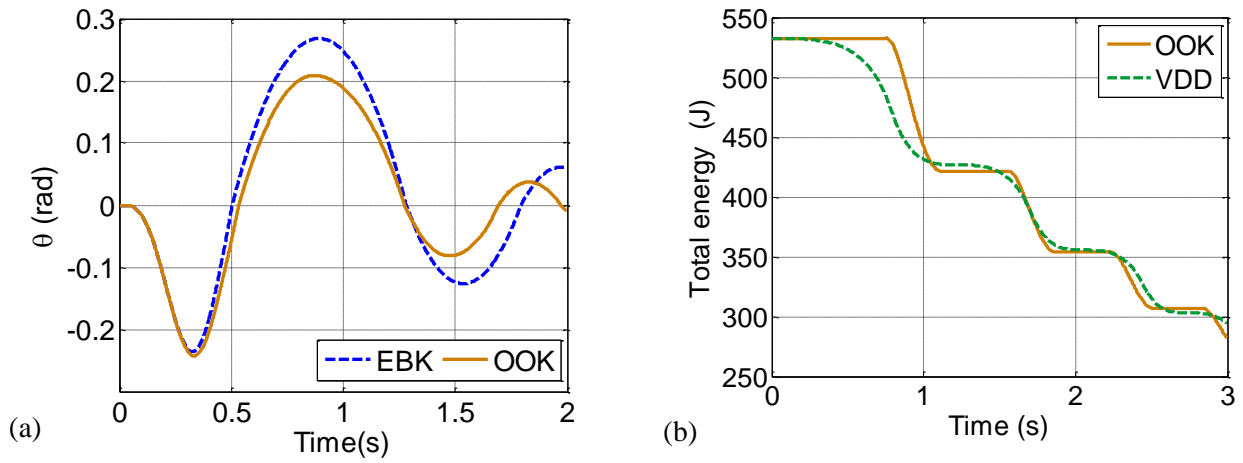 0.3
0.2
0.1
0
-0.1
-0.2
θ (rad)
0
0.5
1
1.5
2
Time(s)
EBK
OOK
(a)
550
500
450
400
350
300
250
Total energy (J)
0
1
2
3
Time (s)
OOK
VDD
(b)